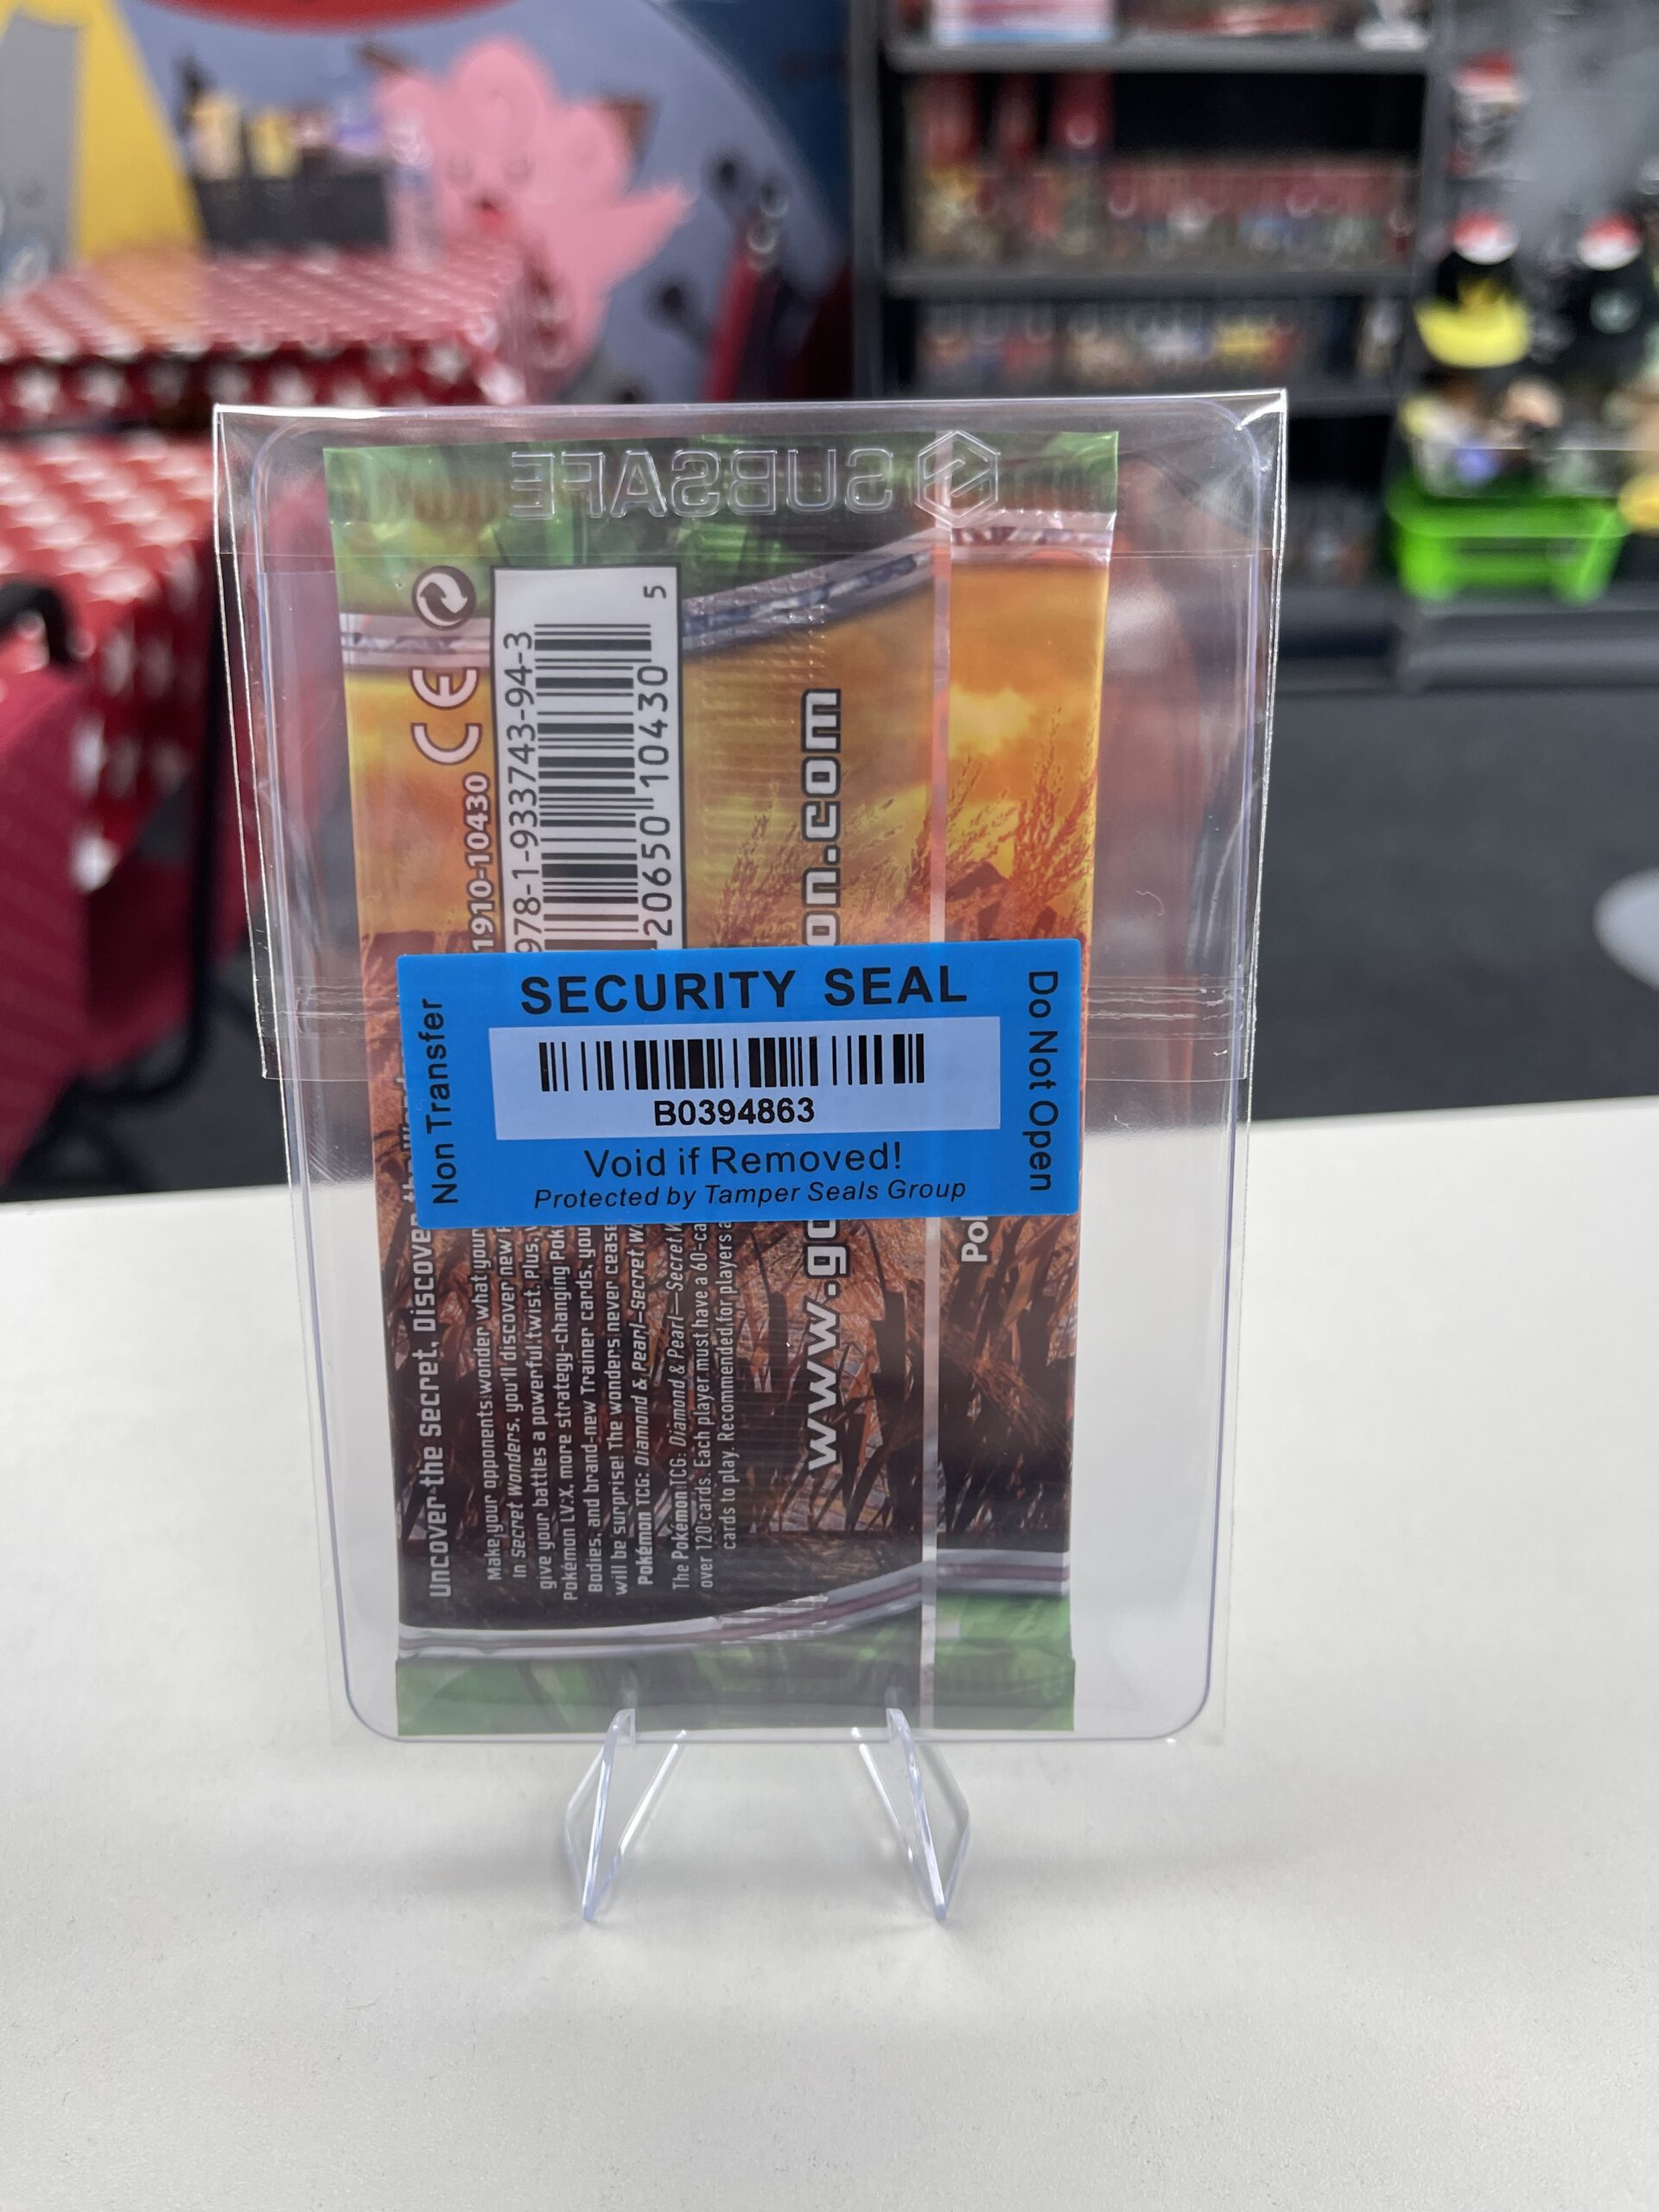 SUBSAFE
CE
1910-10430
978-1-933743-94-3
20650 10430
5
SECURITY SEAL
Non Transfer
B0394863
Do Not Open
Void if Removed!
Protected by Tamper Seals Group
Uncover the Secret. Discover
Make your opponents wonder what your
in Secret Wonders, you'll discover new
give your battles a powerful twist. Plus,
Pokémon LV.X, more strategy-changing
Bodies, and brand-new Trainer cards, you
will be surprise! The wonders never cease
Pokémon TCG: Diamond & Pearl—Secret
The Pokémon TCG: Diamond & Pearl—Secret
over 120 cards. Each player must have a 60-
cards to play. Recommended for players
www.go
on.com